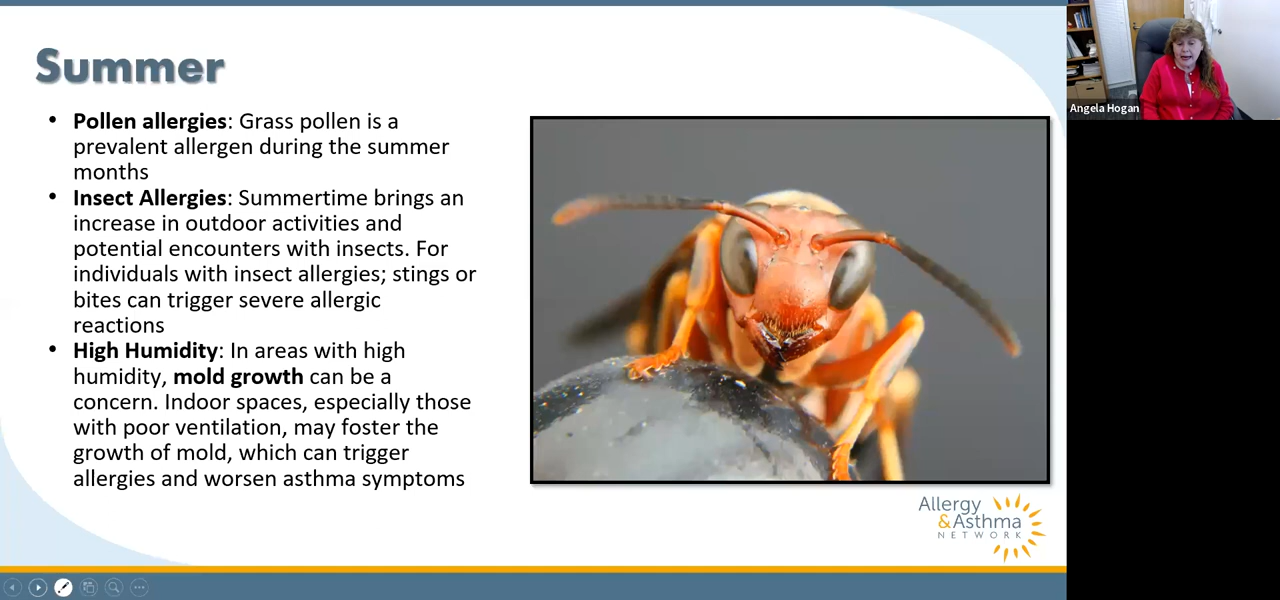 Summer
• Pollen allergies: Grass pollen is a
prevalent allergen during the summer
months
• Insect Allergies: Summertime brings an
increase in outdoor activities and
potential encounters with insects. For
individuals with insect allergies; stings or
bites can trigger severe allergic
reactions
• High Humidity: In areas with high
humidity, mold growth can be a
concern. Indoor spaces, especially those
with poor ventilation, may foster the
growth of mold, which can trigger
allergies and worsen asthma symptoms
Allergy
&Asthma
NETWORK
Angela Hogan